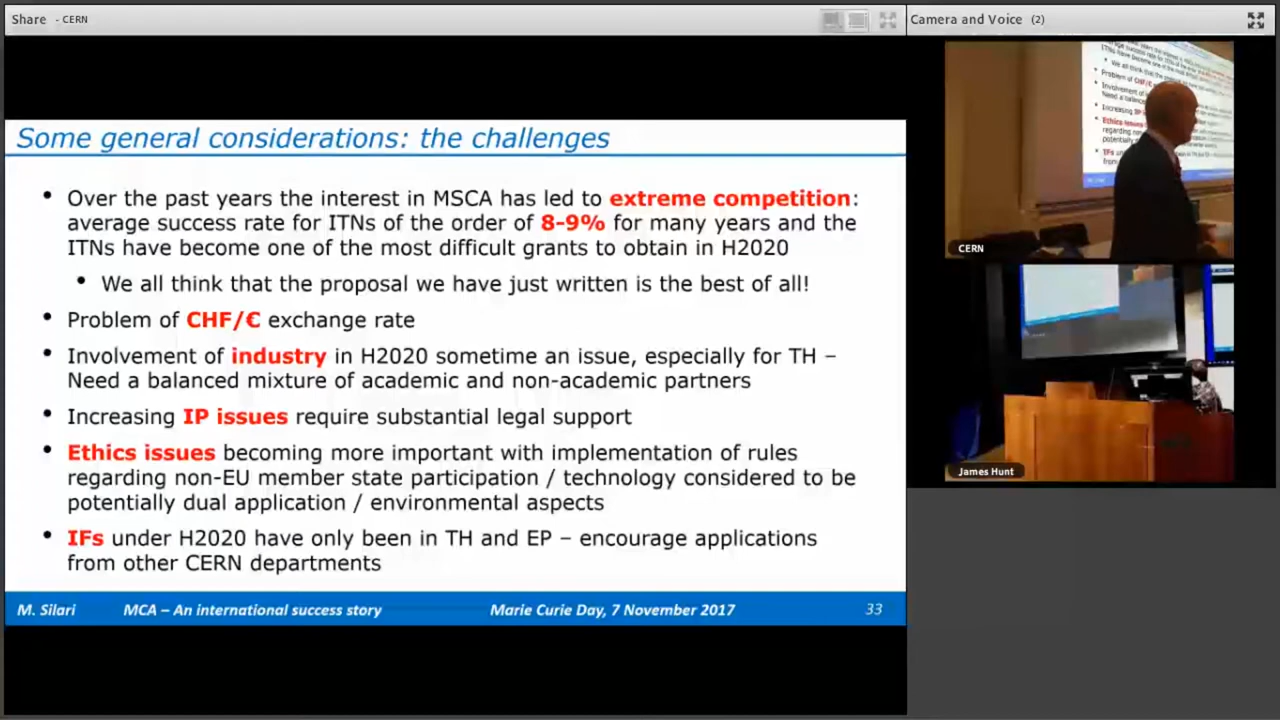 Share - CERN
Camera and Voice (2)
Some general considerations: the challenges
• Over the past years the interest in MSCA has led to extreme competition:
average success rate for ITNs of the order of 8-9% for many years and the
ITNs have become one of the most difficult grants to obtain in H2020
• We all think that the proposal we have just written is the best of all!
• Problem of CHF/€ exchange rate
• Involvement of industry in H2020 sometime an issue, especially for TH –
Need a balanced mixture of academic and non-academic partners
• Increasing IP issues require substantial legal support
• Ethics issues becoming more important with implementation of rules
regarding non-EU member state participation / technology considered to be
potentially dual application / environmental aspects
• IFs under H2020 have only been in TH and EP – encourage applications
from other CERN departments
M. Silari MCA – An international success story Marie Curie Day, 7 November 2017 33
CERN
James Hunt